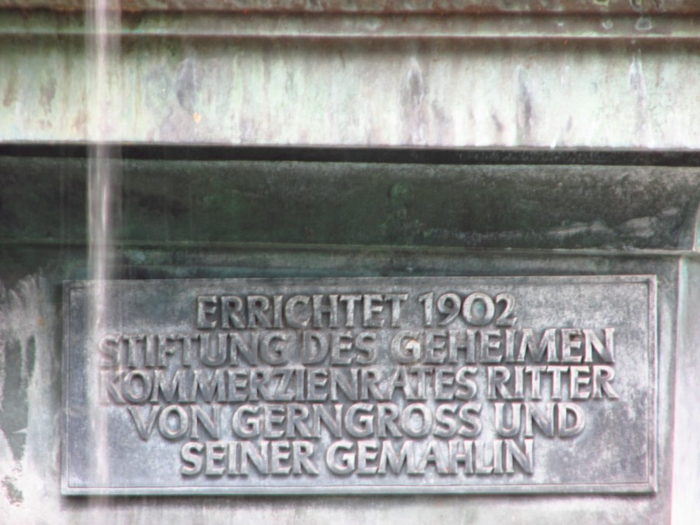 ERRICHTET 1902
STIFTUNG DES GEHEIMEN
KOMMERZIENRATES RITTER
VON GERNGROSS UND
SEINER GEMAHLIN